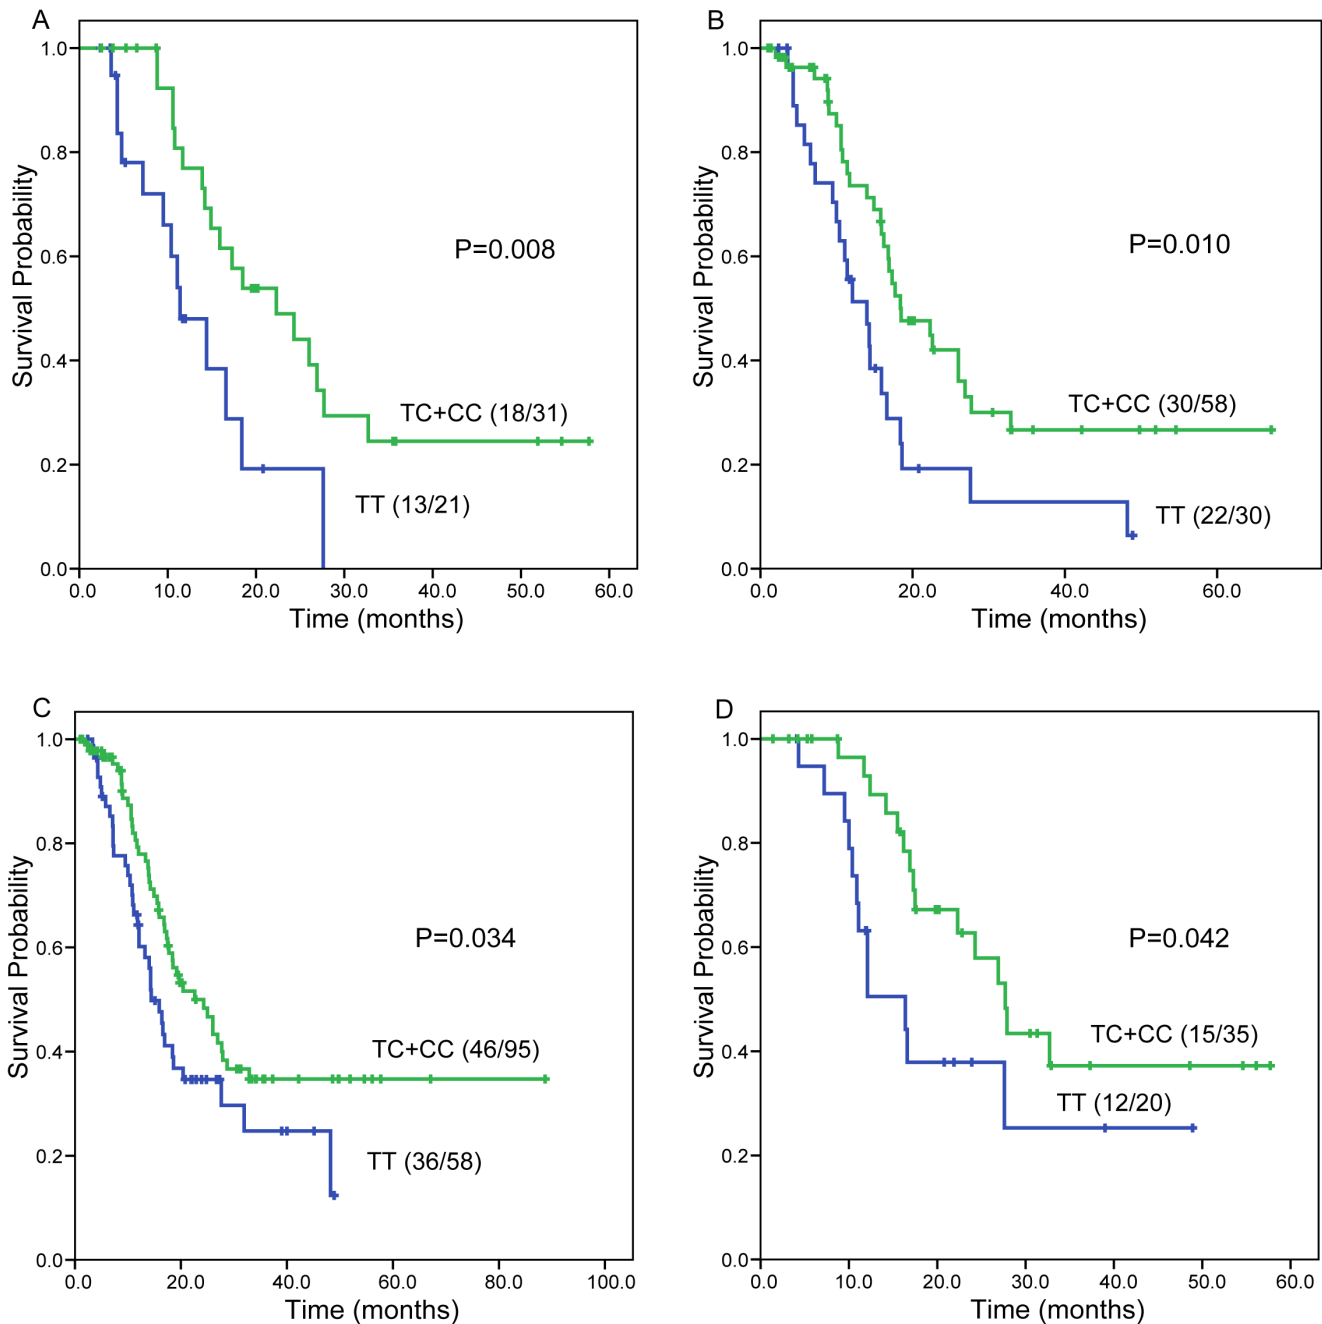 A
Survival Probability
1.0
0.8
0.6
0.4
0.2
0.0
P=0.008
TC+CC (18/31)
TT (13/21)
0.0 10.0 20.0 30.0 40.0 50.0 60.0
Time (months)
B
Survival Probability
1.0
0.8
0.6
0.4
0.2
0.0
P=0.010
TC+CC (30/58)
TT (22/30)
0.0 20.0 40.0 60.0
Time (months)
C
Survival Probability
1.0
0.8
0.6
0.4
0.2
0.0
P=0.034
TC+CC (46/95)
TT (36/58)
0.0 20.0 40.0 60.0 80.0 100.0
Time (months)
D
Survival Probability
1.0
0.8
0.6
0.4
0.2
0.0
P=0.042
TC+CC (15/35)
TT (12/20)
0.0 10.0 20.0 30.0 40.0 50.0 60.0
Time (months)